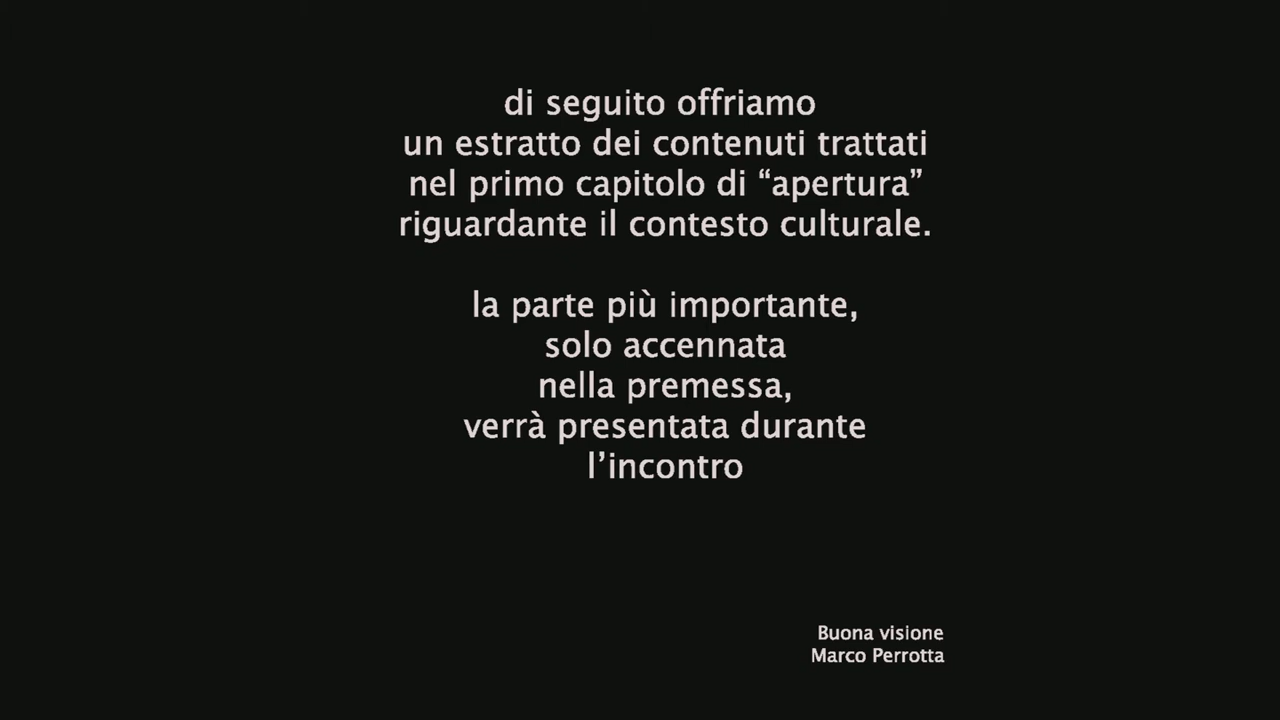 di seguito offriamo
un estratto dei contenuti trattati
nel primo capitolo di “apertura”
riguardante il contesto culturale.
la parte più importante,
solo accennata
nella premessa,
verrà presentata durante
l’incontro
Buona visione
Marco Perrotta